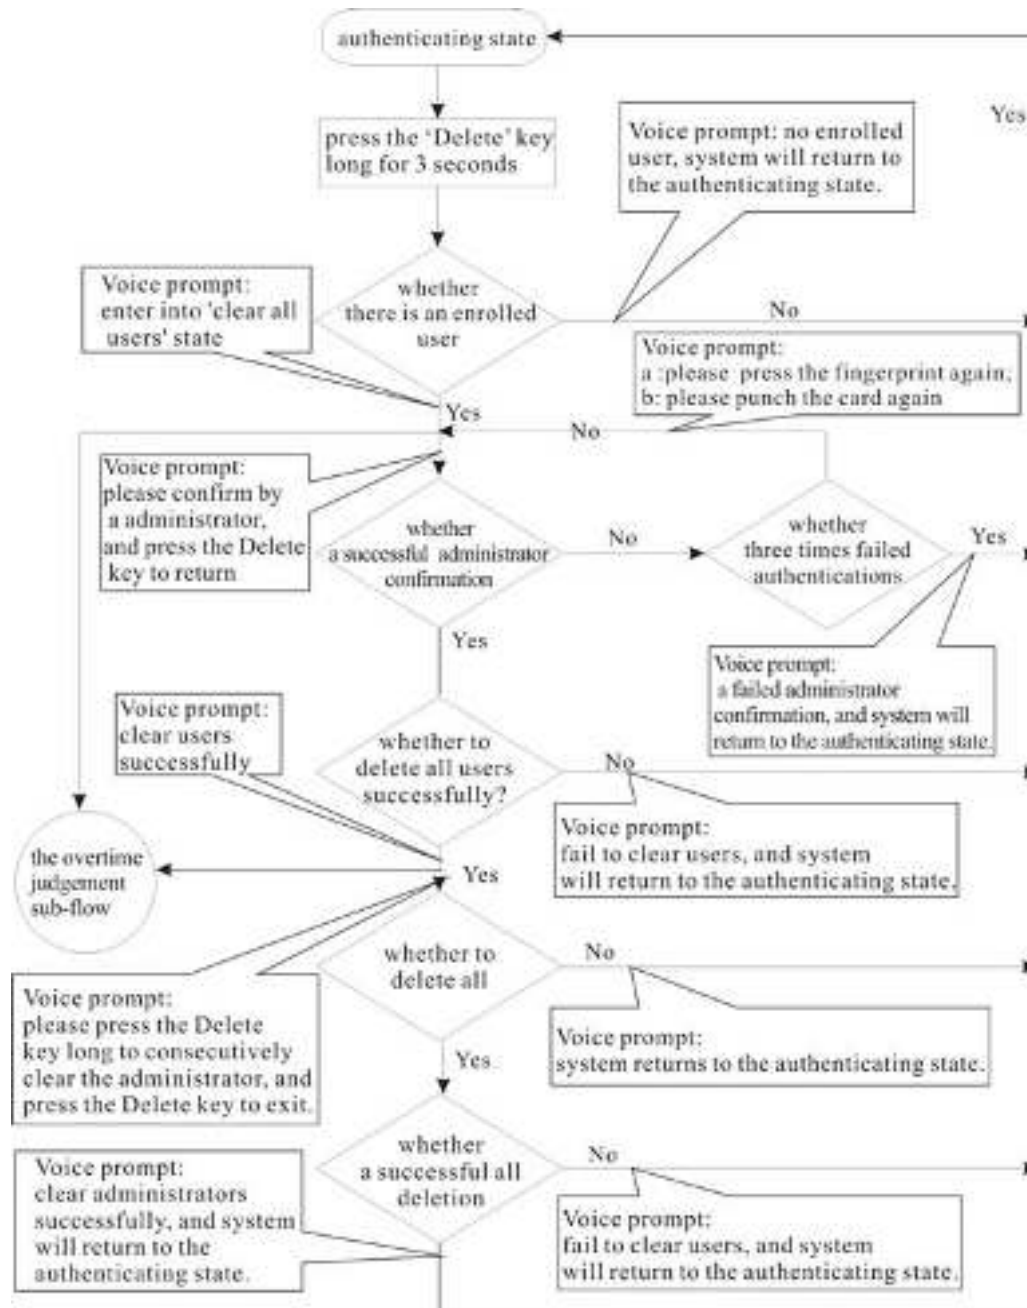 authenticating state
Yes
press the 'Delete' key
long for 3 seconds
Voice prompt: no enrolled
user, system will return to
the authenticating state.
whether
there is an enrolled
user
Voice prompt:
enter into 'clear all
users' state
No
Voice prompt:
a :please press the fingerprint again,
b: please punch the card again
Yes
No
Voice prompt:
please confirm by
a administrator,
and press the Delete
key to return
whether
a successful administrator
confirmation
No
whether
three times failed
authentications
Yes
Yes
Voice prompt:
a failed administrator
confirmation, and system will
return to the authenticating state.
Voice prompt:
clear users
successfully
whether to
delete all users
successfully?
No
Voice prompt:
fail to clear users, and system
will return to the authenticating state.
the overtime
judgement
sub-flow
Yes
whether to
delete all
No
Voice prompt:
system returns to the authenticating state.
Voice prompt:
please press the Delete
key long to consecutively
clear the administrator, and
press the Delete key to exit.
Yes
whether
a successful all
deletion
No
Voice prompt:
fail to clear users, and system
will return to the authenticating state.
Voice prompt:
clear administrators
successfully, and system
will return to the
authenticating state.